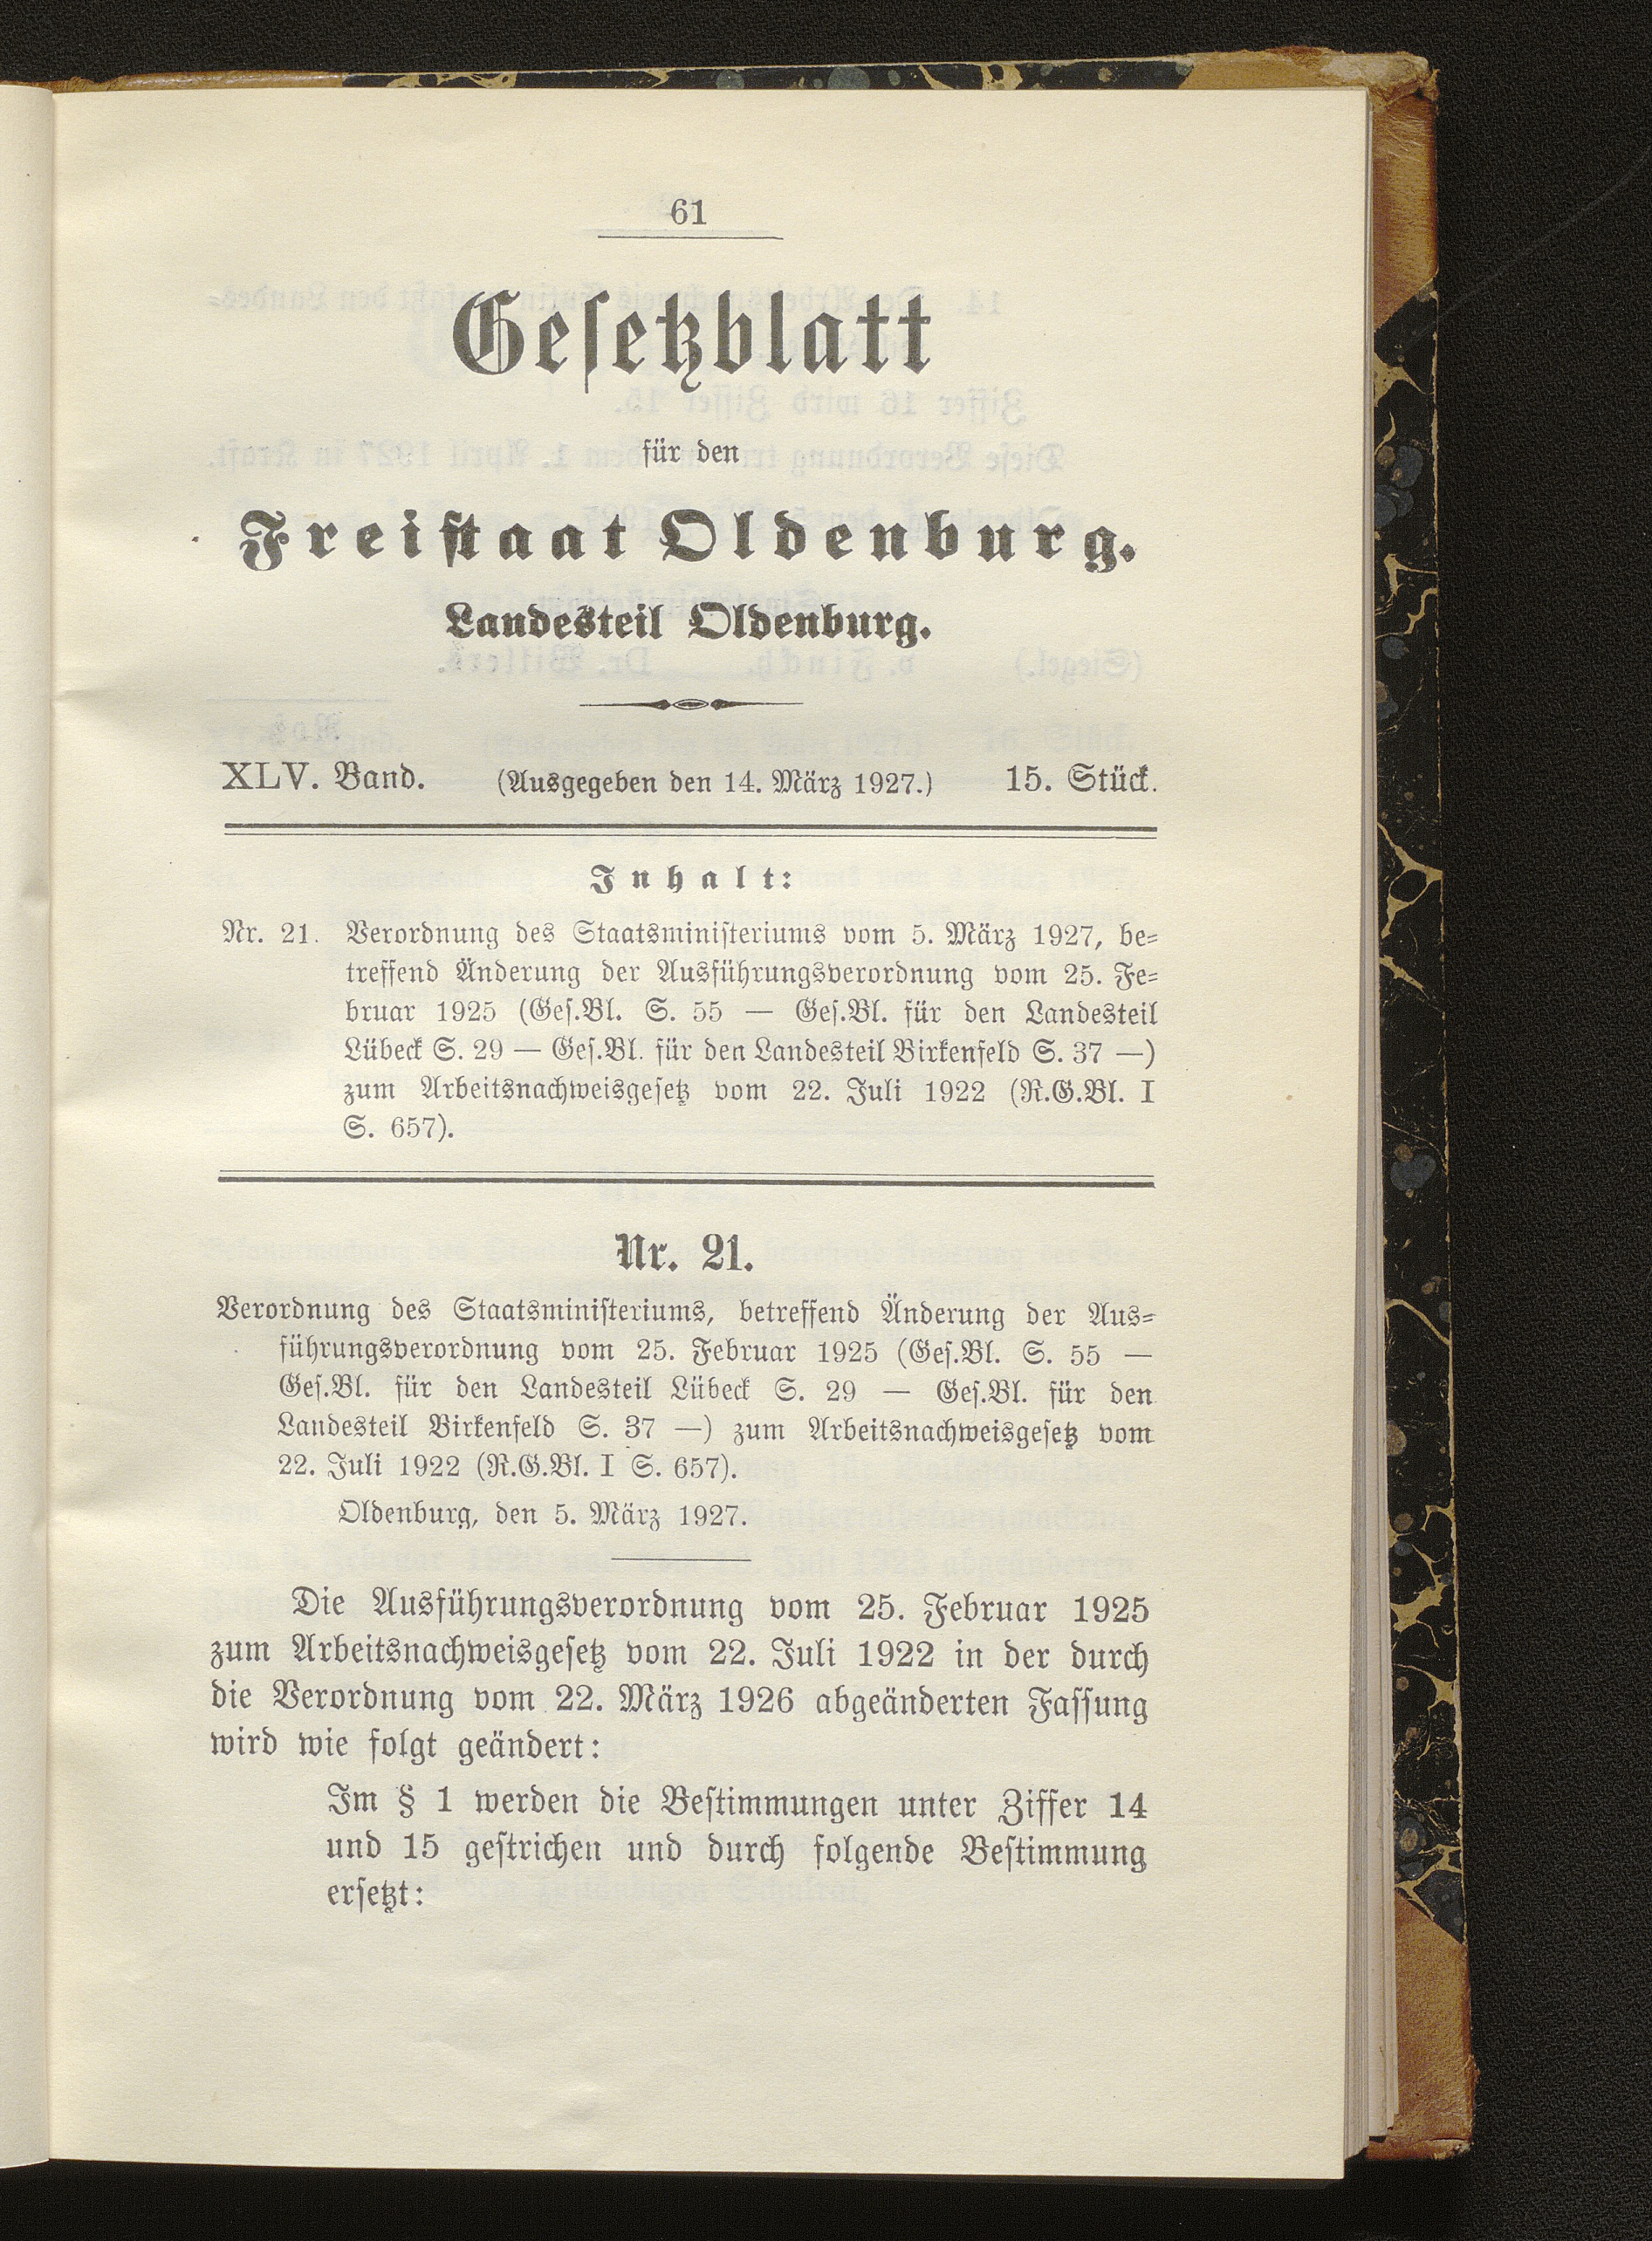 61
Gesetzblatt
für den
Freistaat Oldenburg.
Landesteil Oldenburg.
XLV. Band. (Ausgegeben den 14. März 1927.) 15. Stück.
Inhalt:
Nr. 21. Verordnung des Staatsministeriums vom 5. März 1927, be-
treffend Änderung der Ausführungsverordnung vom 25. Fe-
bruar 1925 (Ges.Bl. S. 55 — Ges.Bl. für den Landesteil
Lübeck S. 29 — Ges.Bl. für den Landesteil Birkenfeld S. 37 —)
zum Arbeitsnachweisgesetz vom 22. Juli 1922 (R.G.Bl. I
S. 657).
Nr. 21.
Verordnung des Staatsministeriums, betreffend Änderung der Aus-
führungsverordnung vom 25. Februar 1925 (Ges.Bl. S. 55 —
Ges.Bl. für den Landesteil Lübeck S. 29 — Ges.Bl. für den
Landesteil Birkenfeld S. 37 —) zum Arbeitsnachweisgesetz vom
22. Juli 1922 (R.G.Bl. I S. 657).
Oldenburg, den 5. März 1927.
Die Ausführungsverordnung vom 25. Februar 1925
zum Arbeitsnachweisgesetz vom 22. Juli 1922 in der durch
die Verordnung vom 22. März 1926 abgeänderten Fassung
wird wie folgt geändert:
Im § 1 werden die Bestimmungen unter Ziffer 14
und 15 gestrichen und durch folgende Bestimmung
ersetzt: